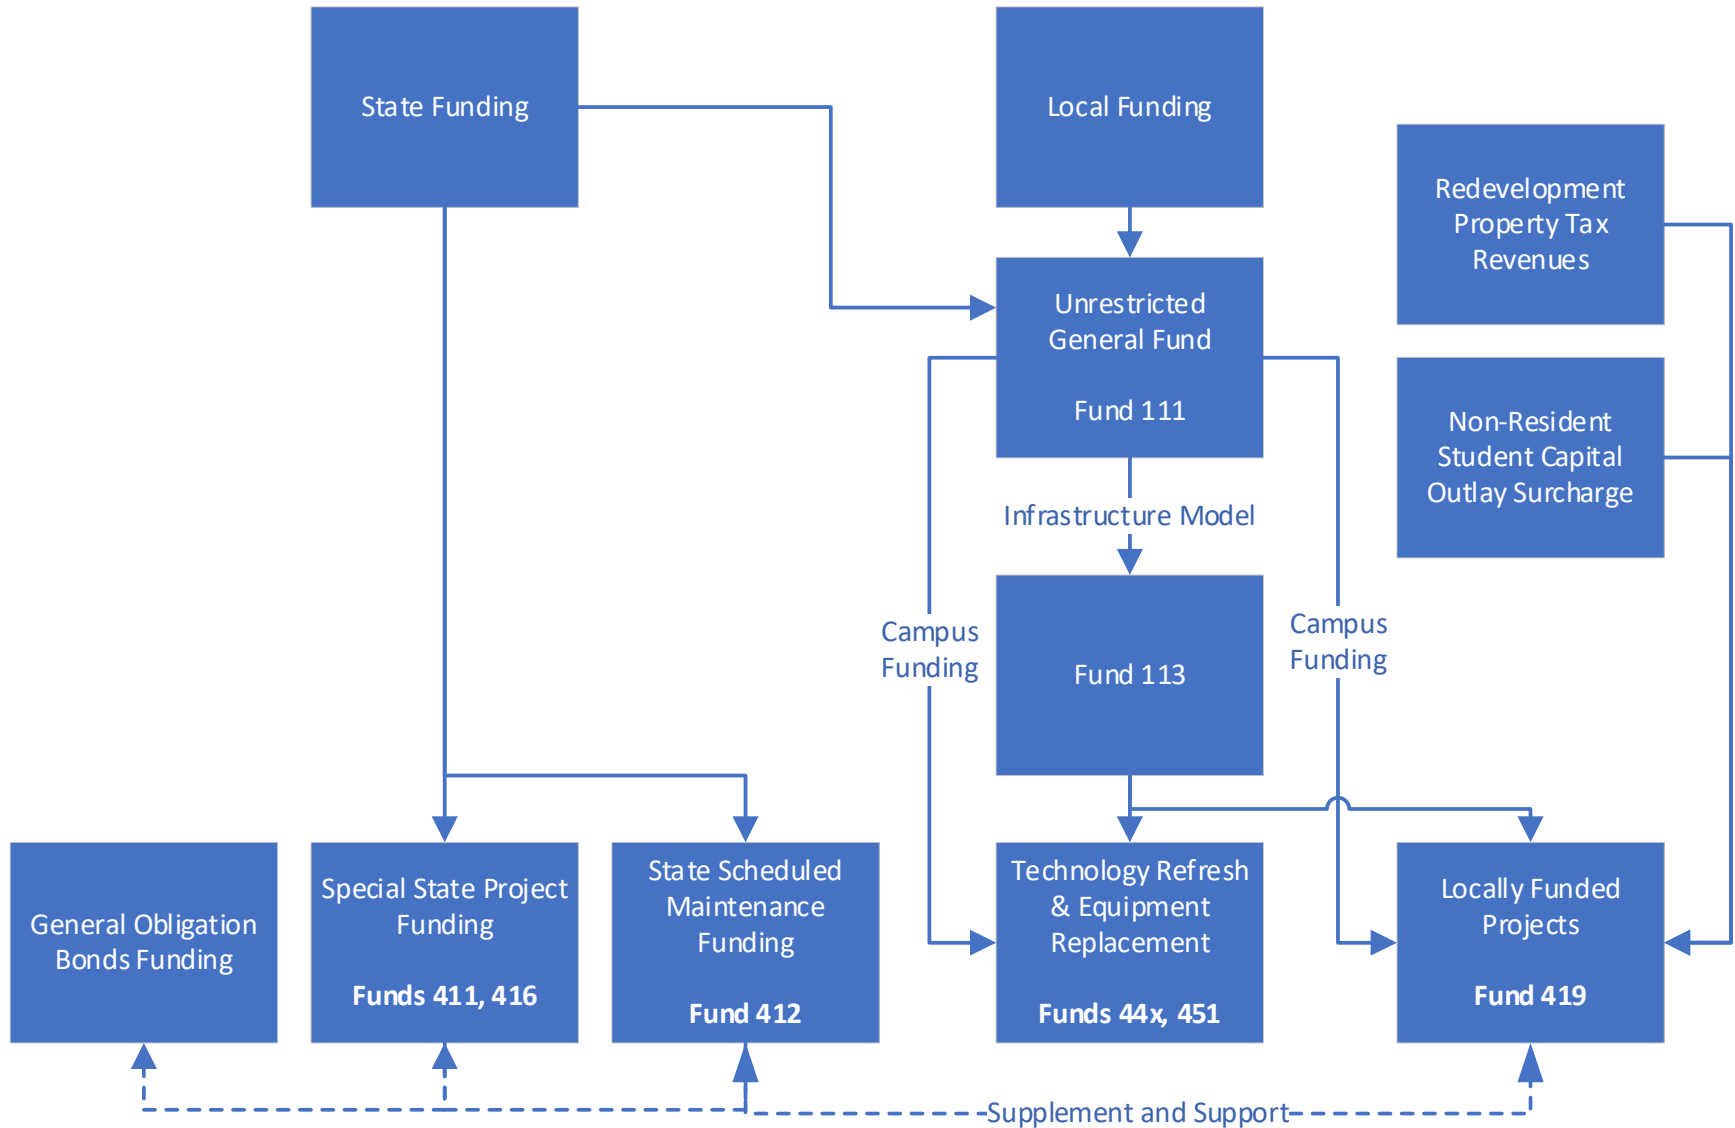 State Funding
Local Funding
Redevelopment
Property Tax
Revenues
Unrestricted
General Fund
Fund 111
Non-Resident
Student Capital
Outlay Surcharge
Infrastructure Model
Campus
Funding
Fund 113
Campus
Funding
General Obligation
Bonds Funding
Special State Project
Funding
Funds 411, 416
State Scheduled
Maintenance
Funding
Fund 412
Technology Refresh
& Equipment
Replacement
Funds 44x, 451
Locally Funded
Projects
Fund 419
Supplement and Support